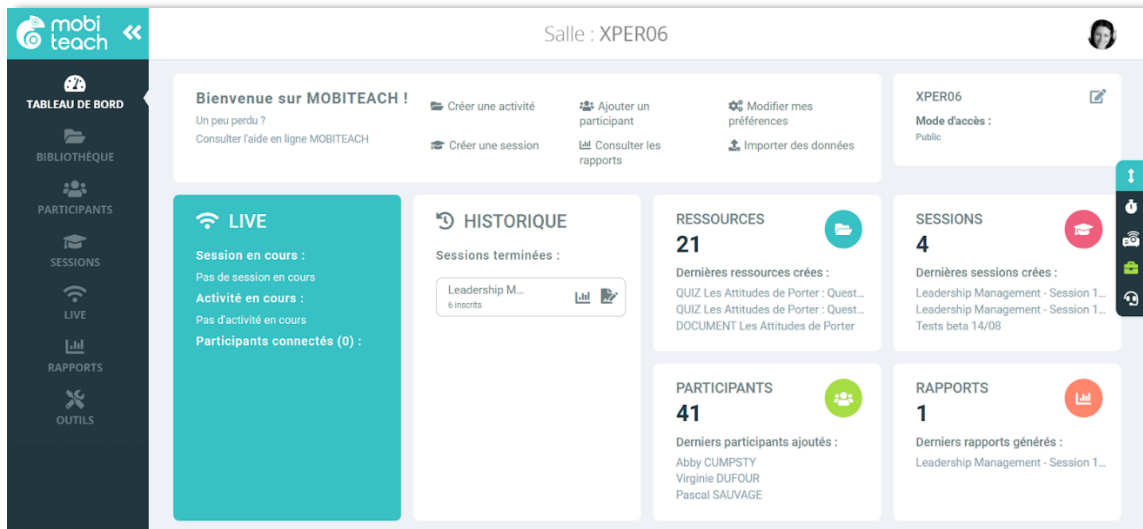 mobi
teach
Salle : XPER06
TABLEAU DE BORD
BIBLIOTHÉQUE
PARTICIPANTS
SESSIONS
LIVE
RAPPORTS
OUTILS
Bienvenue sur MOBITEACH !
Un peu perdu ?
Consulter l'aide en ligne MOBITEACH
Créer une activité
Ajouter un
participant
Modifier mes
préférences
Créer une session
Consulter les
rapports
Importer des données
XPER06
Mode d'accès :
Public
LIVE
Session en cours :
Pas de session en cours
Activité en cours :
Pas d'activité en cours
Participants connectés (0) :
HISTORIQUE
Sessions terminées :
Leadership M...
6 inscrits
RESSOURCES
21
Dernières ressources crées :
QUIZ Les Attitudes de Porter : Quest...
QUIZ Les Attitudes de Porter : Quest...
DOCUMENT Les Attitudes de Porter
SESSIONS
4
Dernières sessions crées :
Leadership Management - Session 1...
Leadership Management - Session 1...
Tests beta 14/08
PARTICIPANTS
41
Derniers participants ajoutés :
Abby CUMPSTY
Virginie DUFOUR
Pascal SAUVAGE
RAPPORTS
1
Derniers rapports générés :
Leadership Management - Session 1...